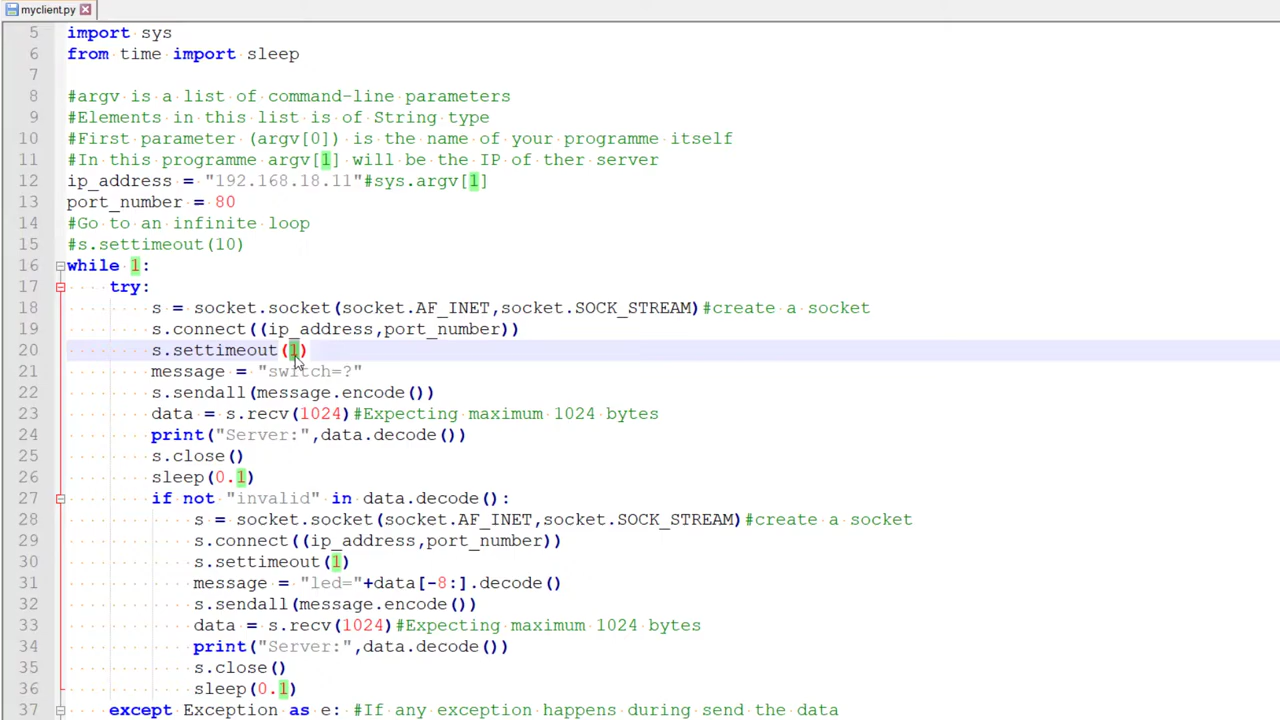 myclient.py
5 import sys
6 from time import sleep
7
8 #argv is a list of command-line parameters
9 #Elements in this list is of String type
10 #First parameter (argv[0]) is the name of your programme itself
11 #In this programme argv[1] will be the IP of ther server
12 ip_address = "192.168.18.11"#sys.argv[1]
13 port_number = 80
14 #Go to an infinite loop
15 #s.settimeout(10)
16 while 1:
17 try:
18 s = socket.socket(socket.AF_INET,socket.SOCK_STREAM)#create a socket
19 s.connect((ip_address,port_number))
20 s.settimeout(1)
21 message = "switch=?"
22 s.sendall(message.encode())
23 data = s.recv(1024)#Expecting maximum 1024 bytes
24 print("Server:",data.decode())
25 s.close()
26 sleep(0.1)
27 if not "invalid" in data.decode():
28 s = socket.socket(socket.AF_INET,socket.SOCK_STREAM)#create a socket
29 s.connect((ip_address,port_number))
30 s.settimeout(1)
31 message = "led="+data[-8:].decode()
32 s.sendall(message.encode())
33 data = s.recv(1024)#Expecting maximum 1024 bytes
34 print("Server:",data.decode())
35 s.close()
36 sleep(0.1)
37 except Exception as e: #If any exception happens during send the data